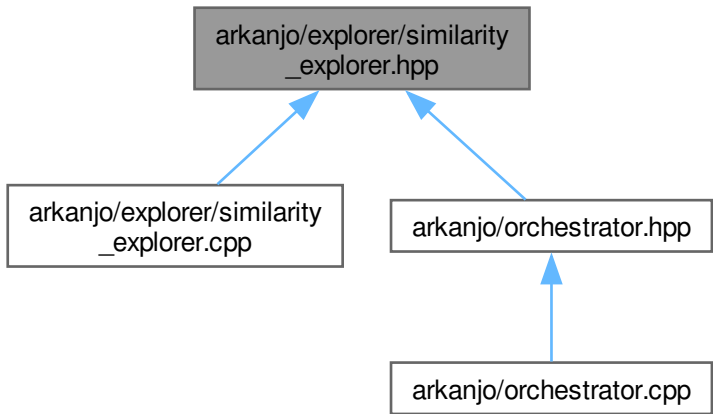 arkanjo/explorer/similarity
_explorer.hpp
arkanjo/explorer/similarity
_explorer.cpp
arkanjo/orchestrator.hpp
arkanjo/orchestrator.cpp